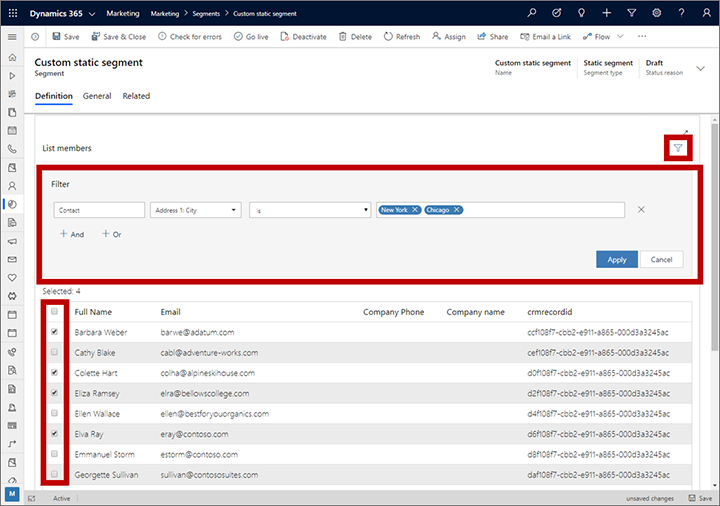 Dynamics 365 Marketing Marketing > Segments > Custom static segment
Save Save & Close Check for errors Go live Deactivate Delete Refresh Assign Share Email a Link Flow
Custom static segment
Segment
Custom static segment Static segment Draft
Name Segment type Status reason
Definition General Related
List members
Filter
Contact Address 1: City is New York Chicago
+ And + Or
Apply Cancel
Selected: 4
Full Name Email Company Phone Company name crmrecordid
Barbara Weber barwe@adatum.com ccf108f7-cbb2-e911-a865-000d3a3245ac
Cathy Blake cabl@adventure-works.com cef108f7-cbb2-e911-a865-000d3a3245ac
Colette Hart colha@alpineskihouse.com d0f108f7-cbb2-e911-a865-000d3a3245ac
Eliza Ramsey elra@bellowscollege.com d2f108f7-cbb2-e911-a865-000d3a3245ac
Ellen Wallace ellen@bestforyouorganics.com d4f108f7-cbb2-e911-a865-000d3a3245ac
Elva Ray eray@contoso.com d6f108f7-cbb2-e911-a865-000d3a3245ac
Emmanuel Storm estorm@contoso.com d8f108f7-cbb2-e911-a865-000d3a3245ac
Georgette Sullivan sullivan@contososuites.com daf108f7-cbb2-e911-a865-000d3a3245ac
M Active unsaved changes Save